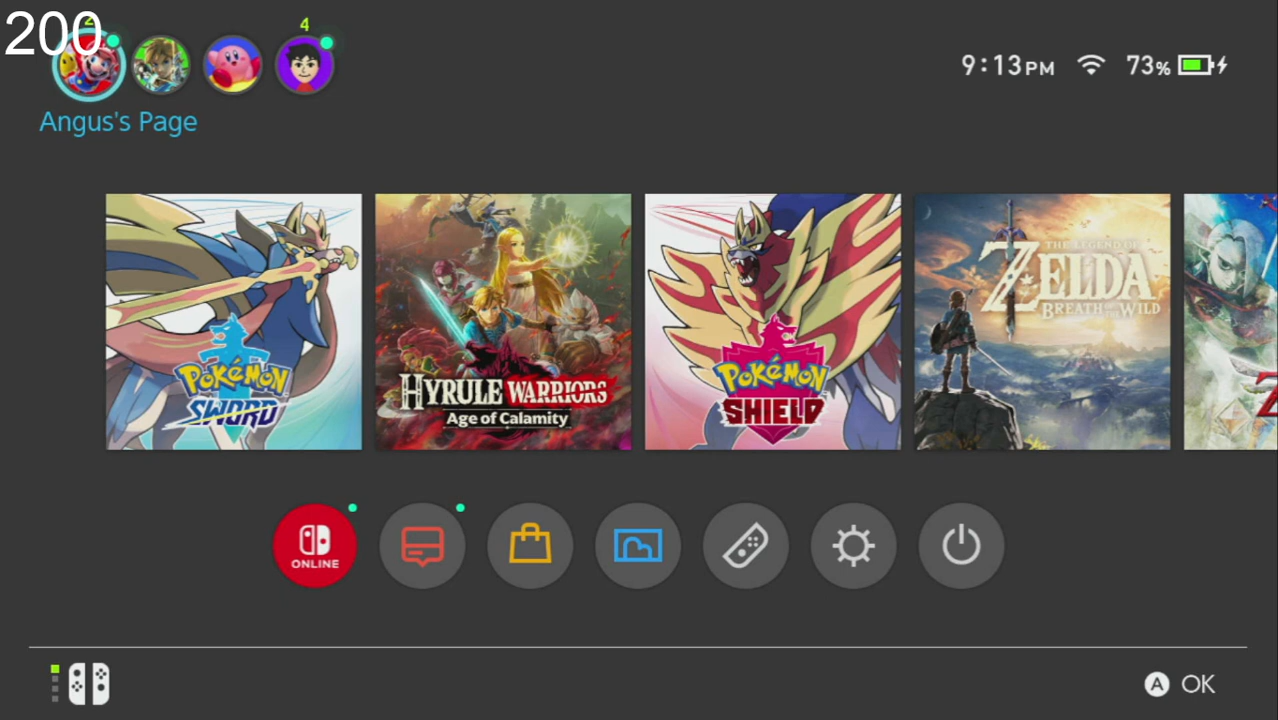 200
2
4
9:13PM
73%
Angus's Page
POKÉMON
SWORD
HYRULE WARRIORS
Age of Calamity
POKÉMON
SHIELD
THE LEGEND OF
ZELDA
BREATH OF THE WILD
ONLINE
A OK